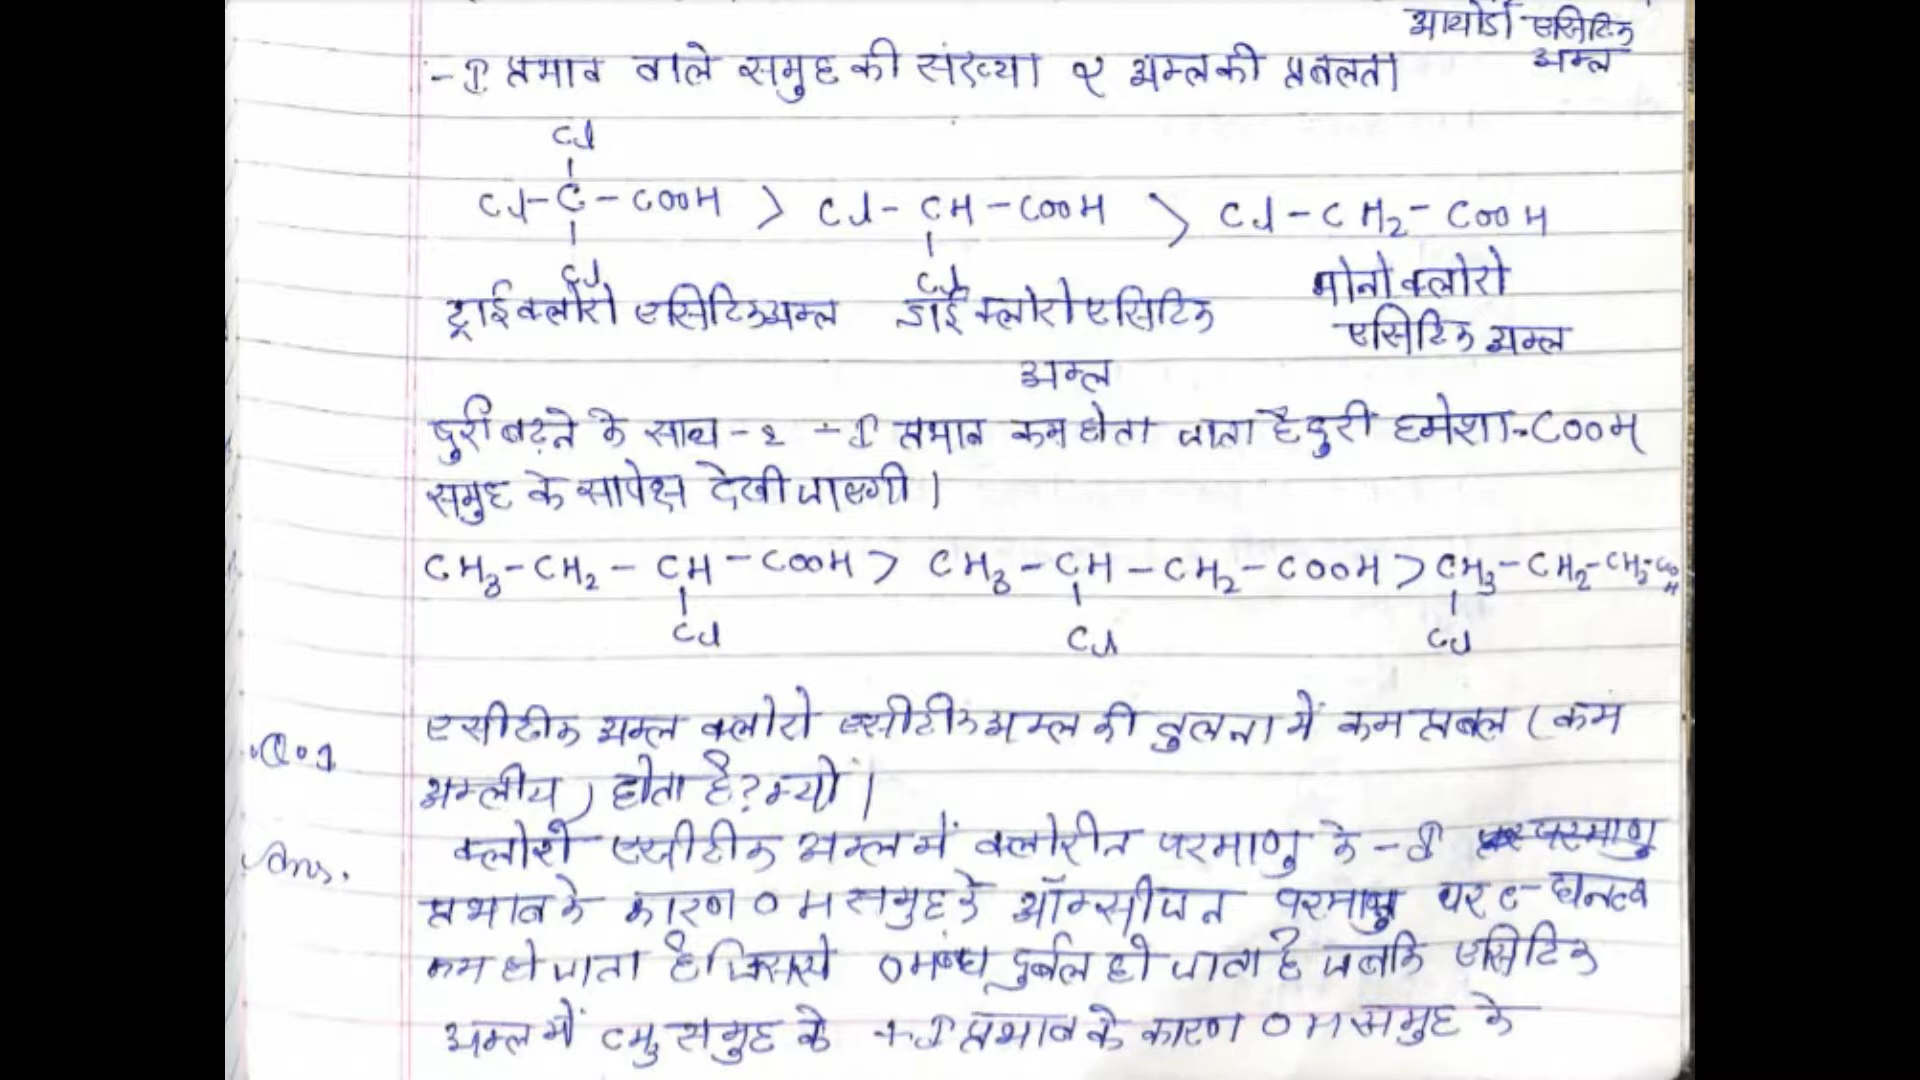 आयोडो एसिटिक
अम्ल
-I प्रभाव वाले समुह की संख्या ∝ अम्ल की प्रबलता
Cl
Cl-C-COOH > Cl-CH-COOH > Cl-CH2-COOH
Cl Cl
ट्राईक्लोरो एसिटिक अम्ल डाई क्लोरो एसिटिक मोनो क्लोरो
अम्ल एसिटिक अम्ल
दुरी बढ़ने के साथ-2 -I प्रभाव कम होता जाता है दुरी हमेशा -COOH
समुह के सापेक्ष देखी जाएगी।
CH3-CH2-CH-COOH > CH3-CH-CH2-COOH > CH3-CH2-CH2-COOH
Cl Cl Cl
Q.1 एसीटीक अम्ल क्लोरो एसीटीक अम्ल की तुलना में कम प्रबल (कम
अम्लीय) होता है? क्यों।
Ans. क्लोरो एसीटीक अम्ल में क्लोरीन परमाणु के -I परमाणु
प्रभाव के कारण OH समुह के ऑक्सीजन परमाणु पर e- घनत्व
कम हो जाता है जिससे OH बन्ध दुर्बल हो जाता है जबकि एसिटिक
अम्ल में CH3 समुह के +I प्रभाव के कारण OH समुह के